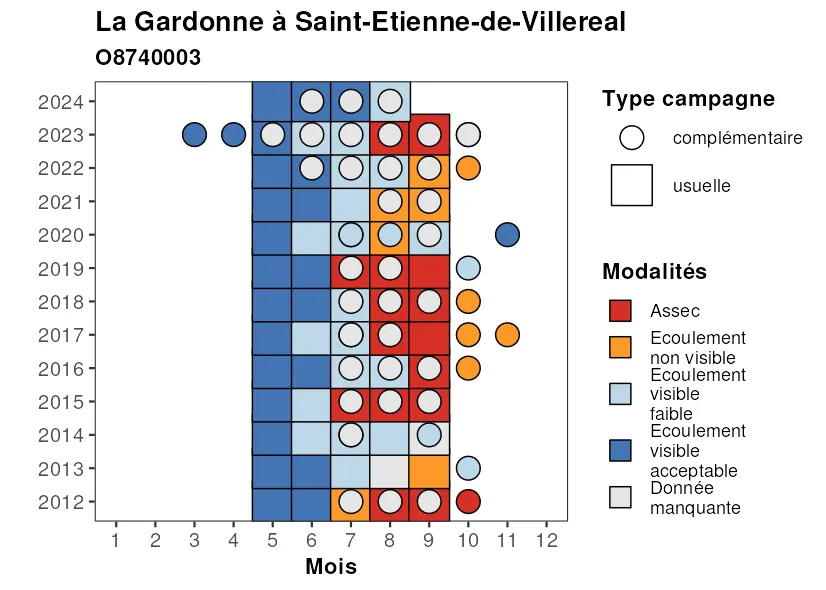 La Gardonne à Saint-Etienne-de-Villereal
O8740003
2024
2023
2022
2021
2020
2019
2018
2017
2016
2015
2014
2013
2012
1 2 3 4 5 6 7 8 9 10 11 12
Mois
Type campagne
complémentaire
usuelle
Modalités
Assec
Ecoulement
non visible
Ecoulement
visible
faible
Ecoulement
visible
acceptable
Donnée
manquante